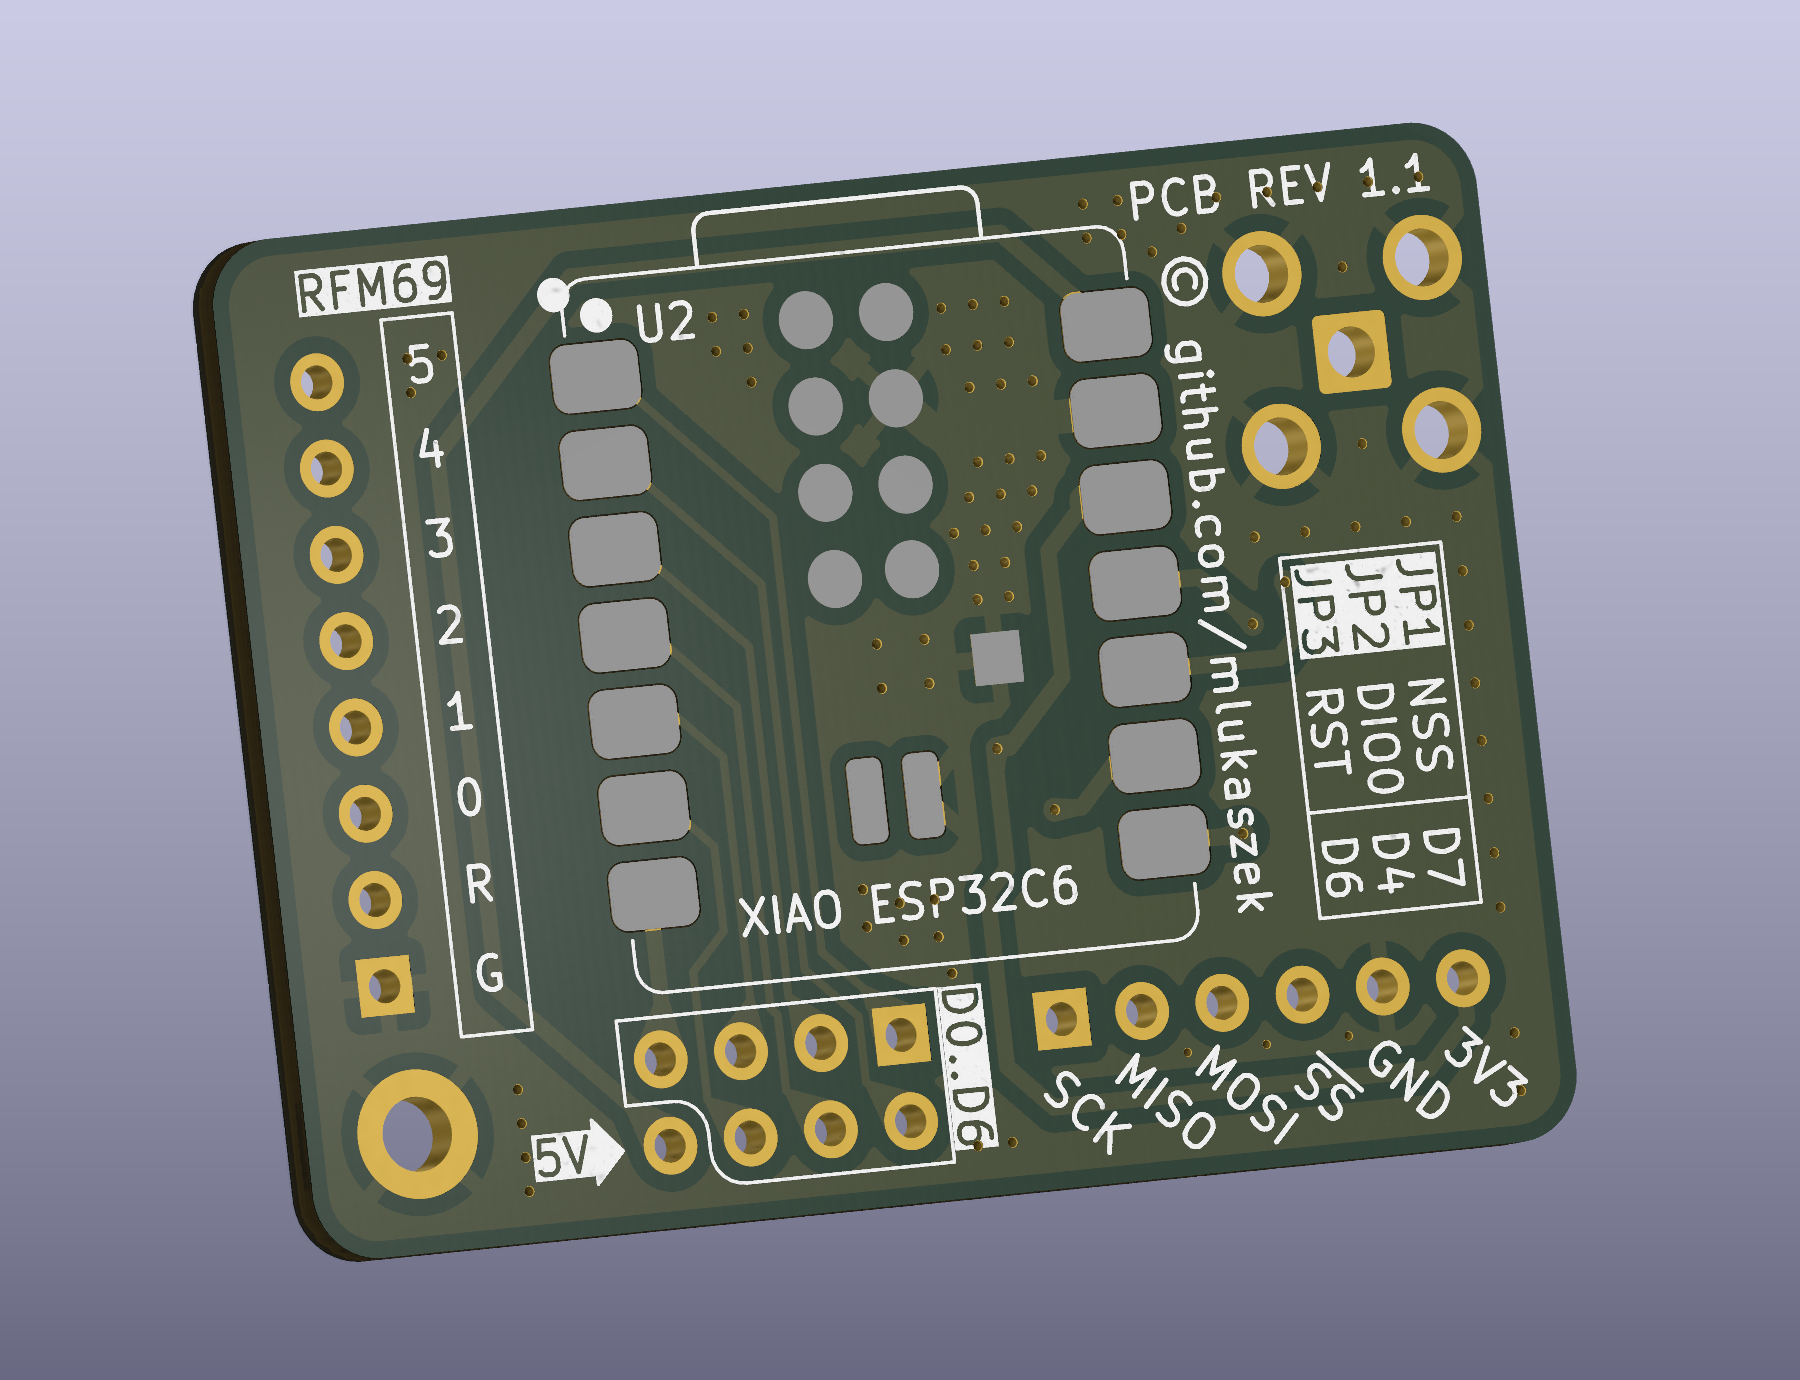 PCB REV 1.1
RFM69
5
4
3
2
1
0
R
G
U2
© github.com/mlukaszek
JP1 NSS D7
JP2 DIO0 D4
JP3 RST D6
XIAO ESP32C6
D0..D6
5V
SCK
MISO
MOSI
SS
GND
3V3